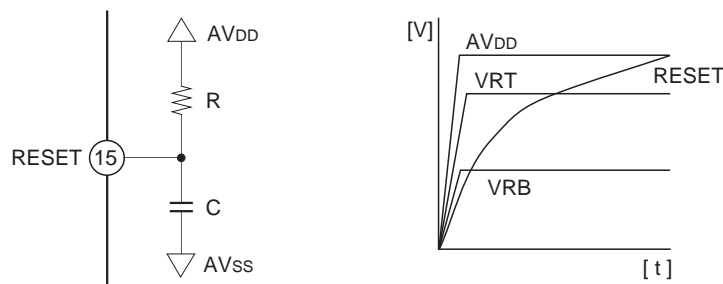 AVDD
R
RESET 15
C
AVSS
[V]
AVDD
RESET
VRT
VRB
[ t ]